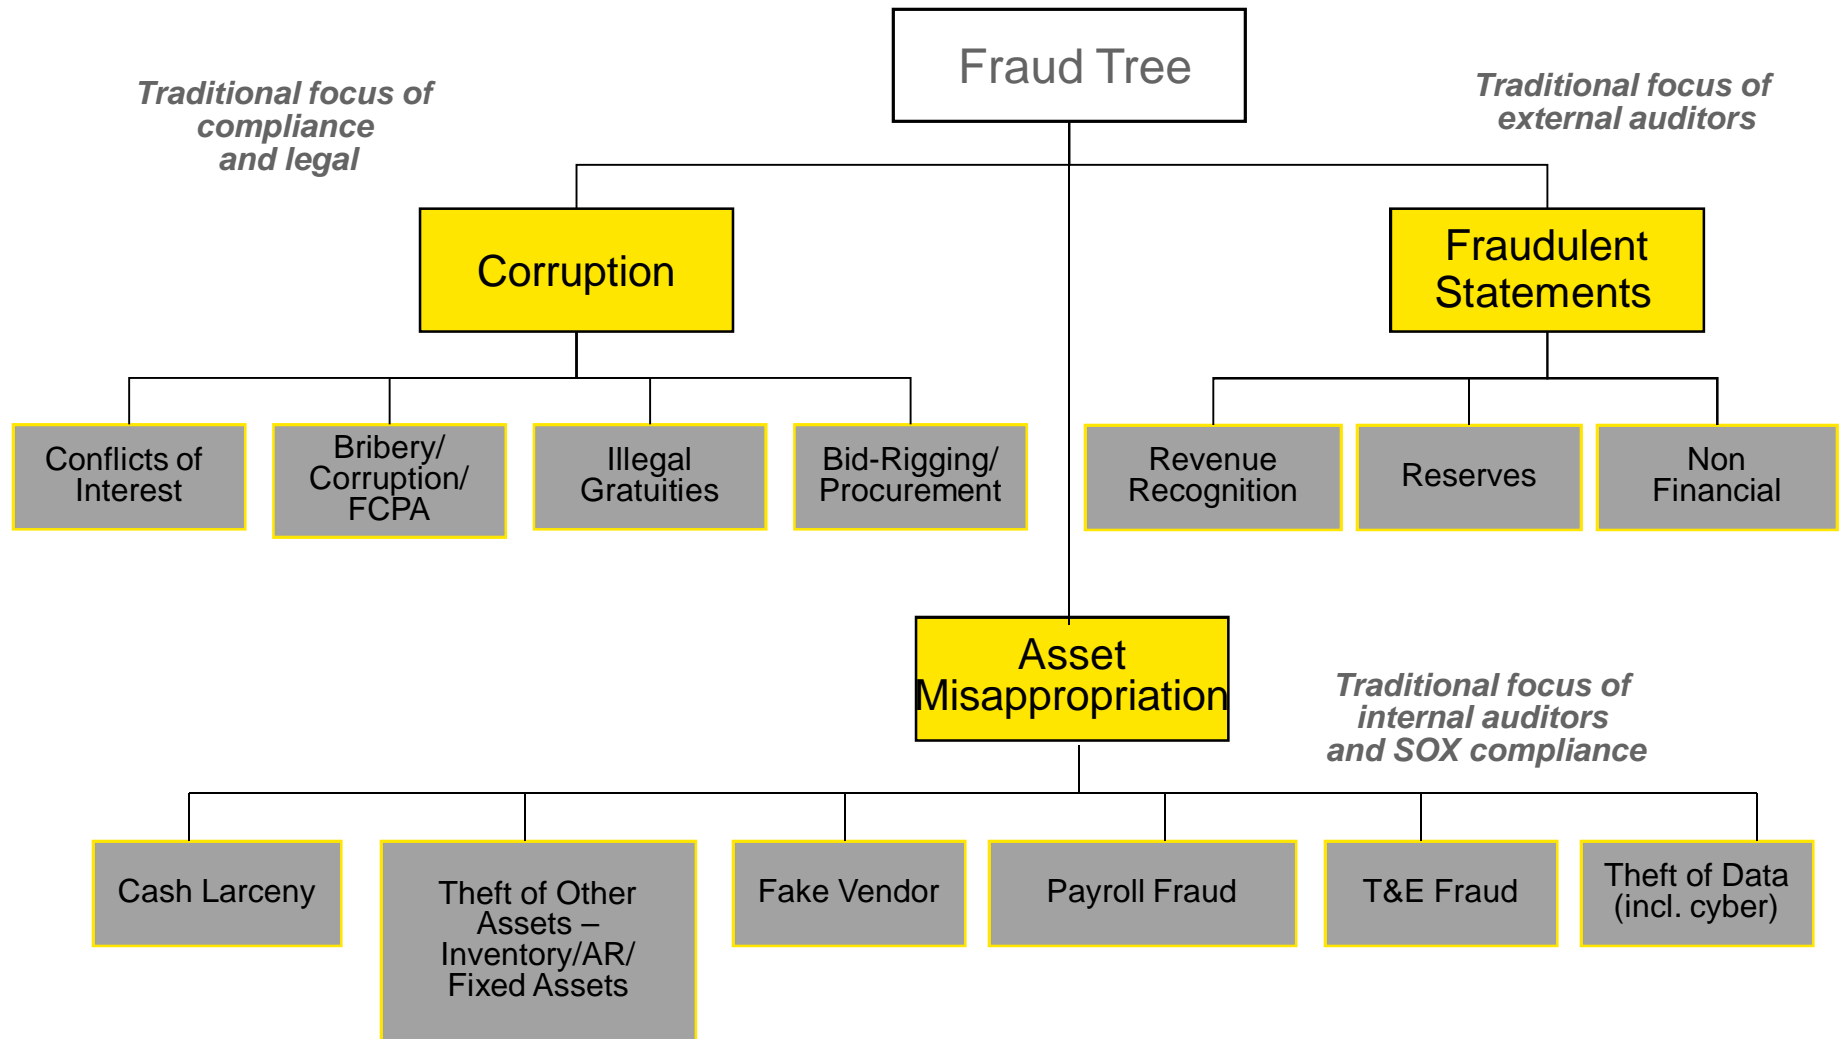 Fraud Tree
Traditional focus of
compliance
and legal
Traditional focus of
external auditors
Corruption
Fraudulent
Statements
Conflicts of
Interest
Bribery/
Corruption/
FCPA
Illegal
Gratuities
Bid-Rigging/
Procurement
Revenue
Recognition
Reserves
Non
Financial
Asset
Misappropriation
Traditional focus of
internal auditors
and SOX compliance
Cash Larceny
Theft of Other
Assets –
Inventory/AR/
Fixed Assets
Fake Vendor
Payroll Fraud
T&E Fraud
Theft of Data
(incl. cyber)